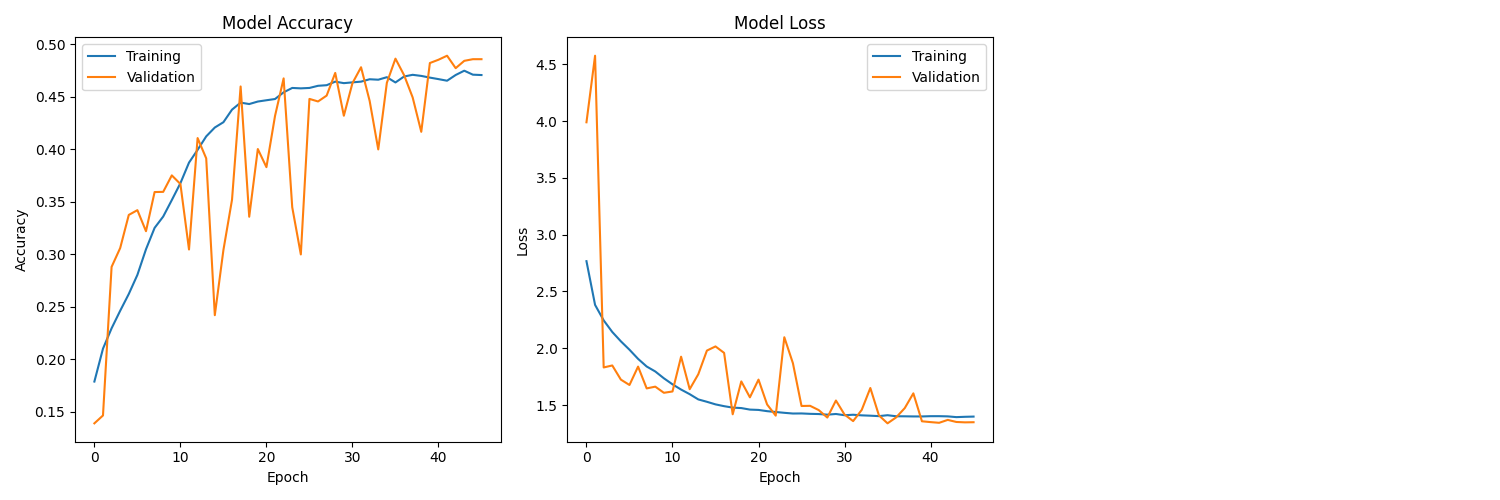 Model Accuracy
Training
Validation
0.50
0.45
0.40
0.35
0.30
0.25
0.20
0.15
Accuracy
0 10 20 30 40
Epoch
Model Loss
Training
Validation
4.5
4.0
3.5
3.0
2.5
2.0
1.5
Loss
0 10 20 30 40
Epoch